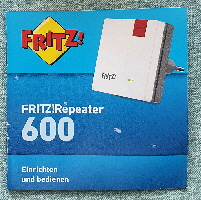 FRITZ!
FRITZ!
FRITZ!Repeater
600
Einrichten
und bedienen